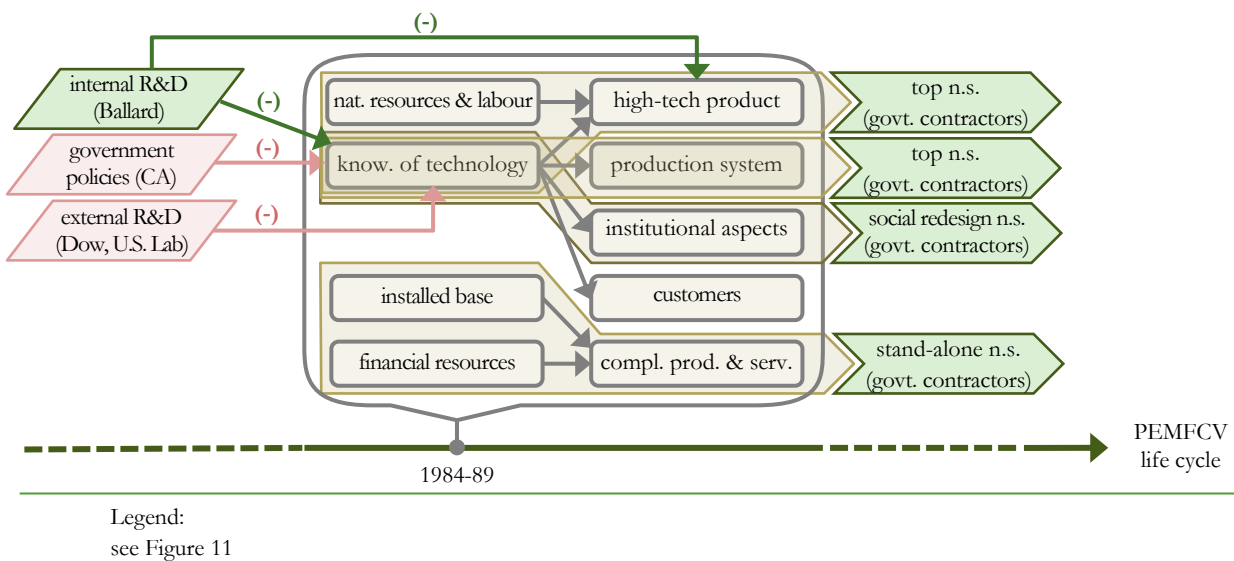 (-)
internal R&D
(Ballard)
(-)
nat. resources & labour
high-tech product
top n.s.
(govt. contractors)
government
policies (CA)
(-)
know. of technology
production system
top n.s.
(govt. contractors)
external R&D
(Dow, U.S. Lab)
(-)
institutional aspects
social redesign n.s.
(govt. contractors)
installed base
customers
financial resources
compl. prod. & serv.
stand-alone n.s.
(govt. contractors)
1984-89
PEMFCV
life cycle
Legend:
see Figure 11